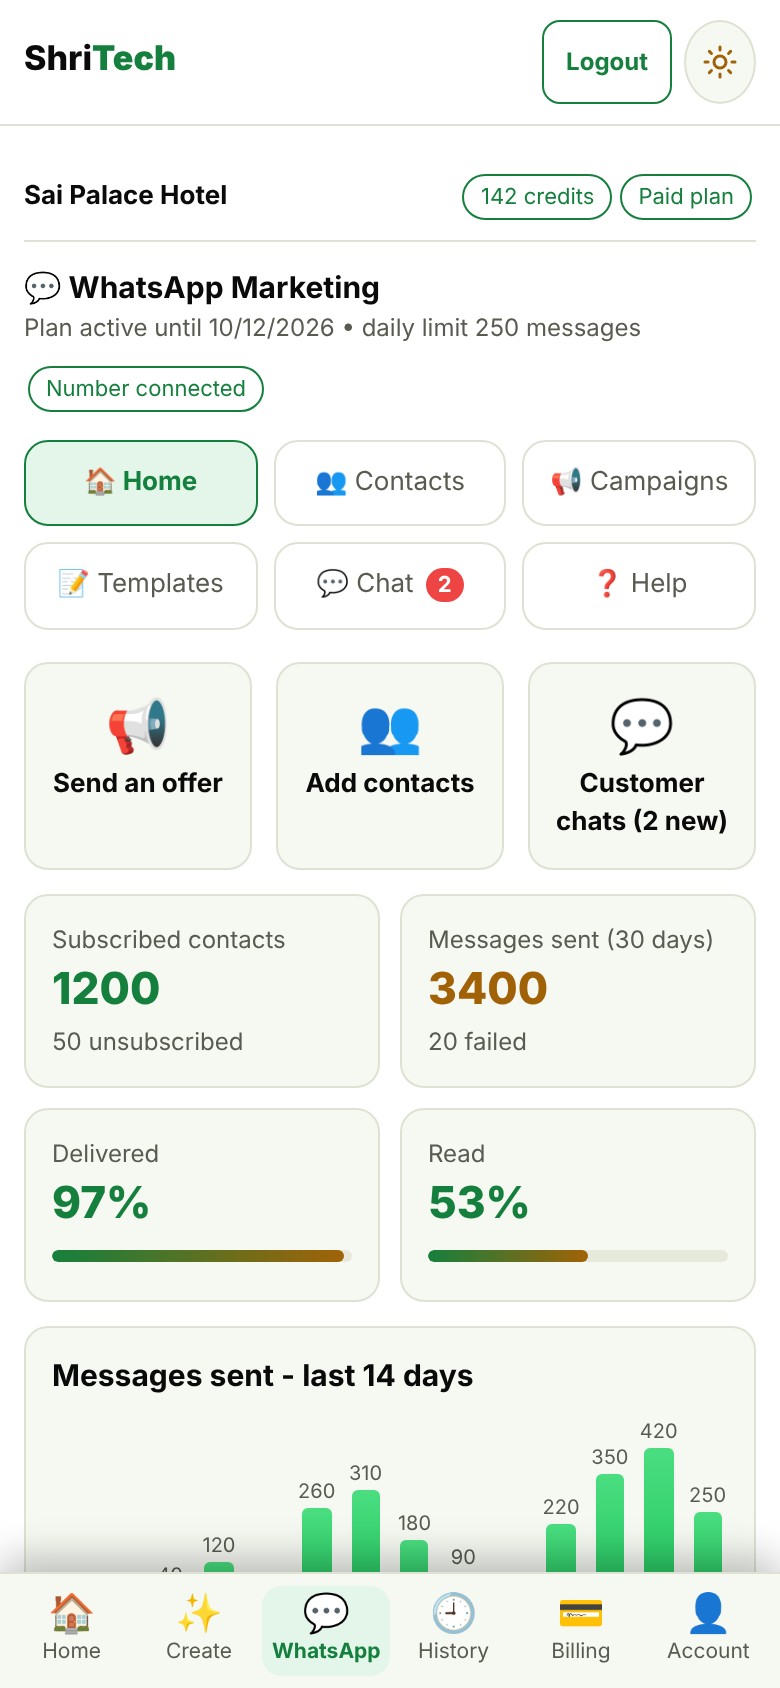 ShriTech
Logout
Sai Palace Hotel
142 credits
Paid plan
💬 WhatsApp Marketing
Plan active until 10/12/2026 • daily limit 250 messages
Number connected
🏠 Home
👥 Contacts
📢 Campaigns
📝 Templates
💬 Chat 2
❓ Help
Send an offer
Add contacts
Customer
chats (2 new)
Subscribed contacts
1200
50 unsubscribed
Messages sent (30 days)
3400
20 failed
Delivered
97%
Read
53%
Messages sent - last 14 days
120
260
310
180
90
220
350
420
250
Home
Create
WhatsApp
History
Billing
Account